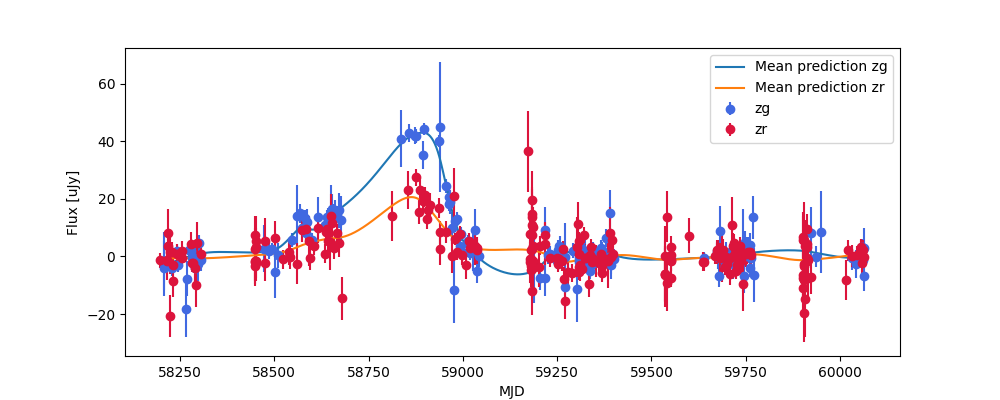 Mean prediction zg
Mean prediction zr
zg
zr
Flux [uJy]
60
40
20
0
−20
58250 58500 58750 59000 59250 59500 59750 60000
MJD